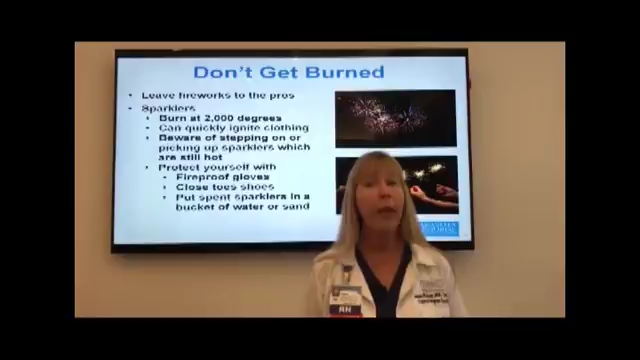 Don't Get Burned
• Leave fireworks to the pros
• Sparklers
• Burn at 2,000 degrees
• Can quickly ignite clothing
• Beware of stepping on or
picking up sparklers which
are still hot
• Protect yourself with
• Fireproof gloves
• Close toes shoes
• Put spent sparklers in a
bucket of water or sand
RN